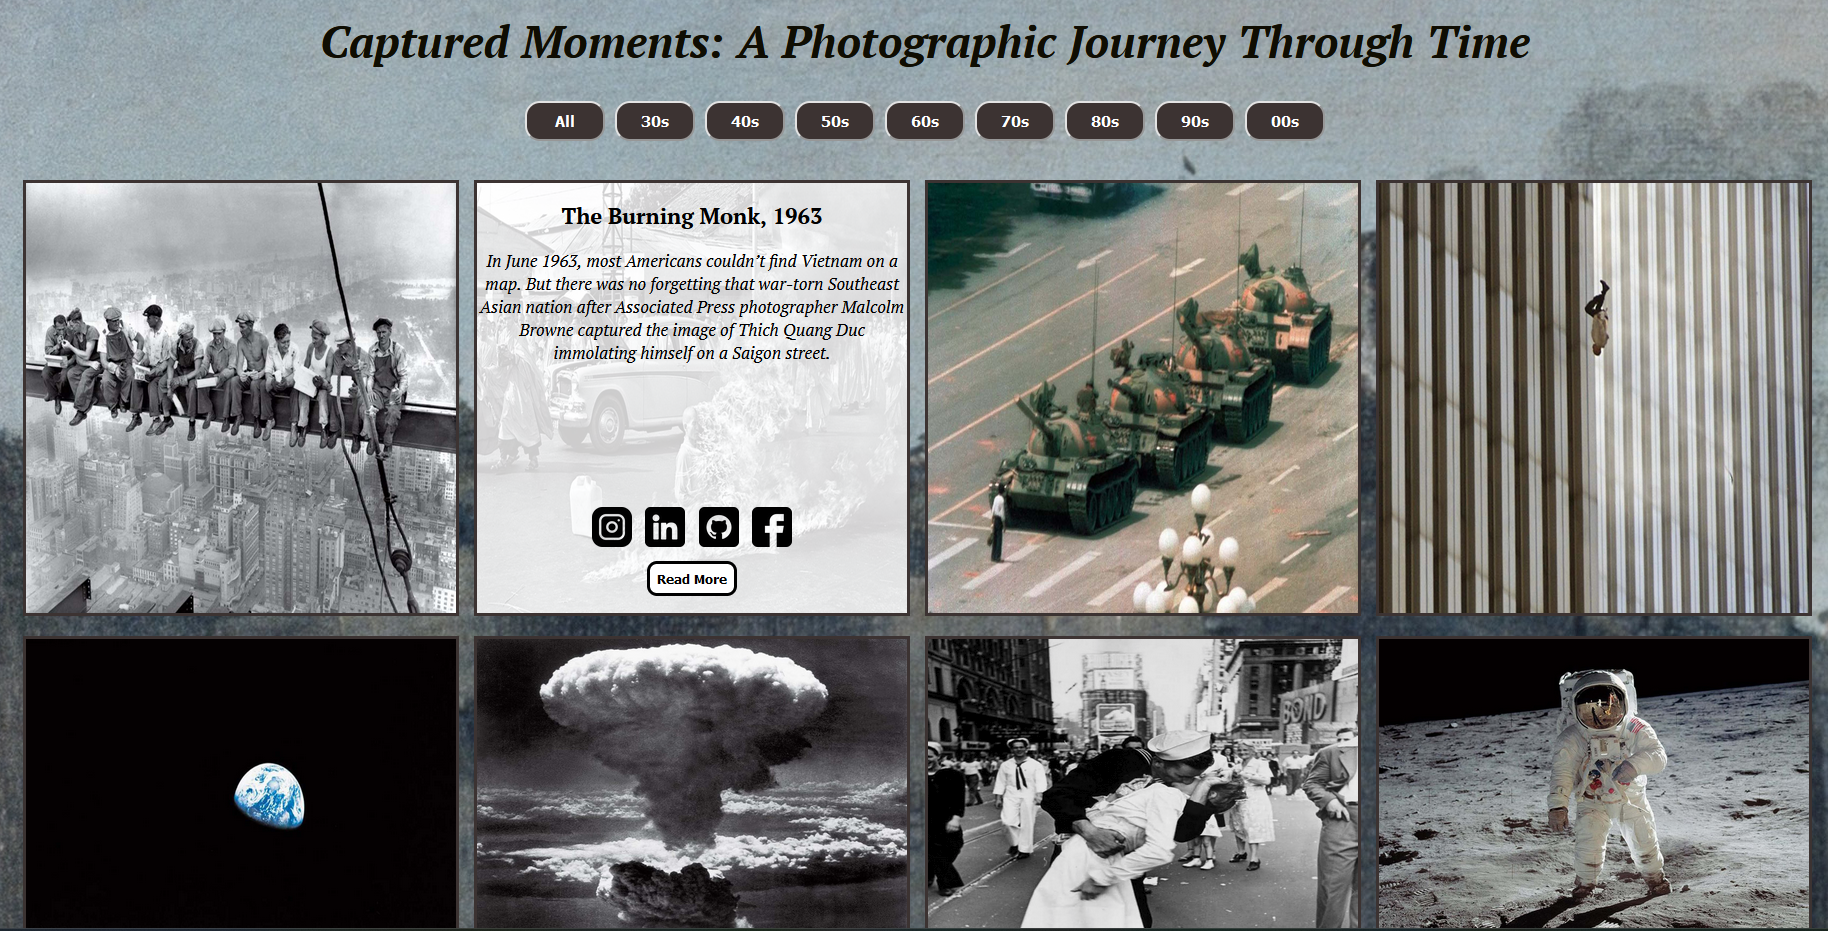 Captured Moments: A Photographic Journey Through Time
All
30s
40s
50s
60s
70s
80s
90s
00s
The Burning Monk, 1963
In June 1963, most Americans couldn’t find Vietnam on a
map. But there was no forgetting that war-torn Southeast
Asian nation after Associated Press photographer Malcolm
Browne captured the image of Thich Quang Duc
immolating himself on a Saigon street.
in
Read More
BOND